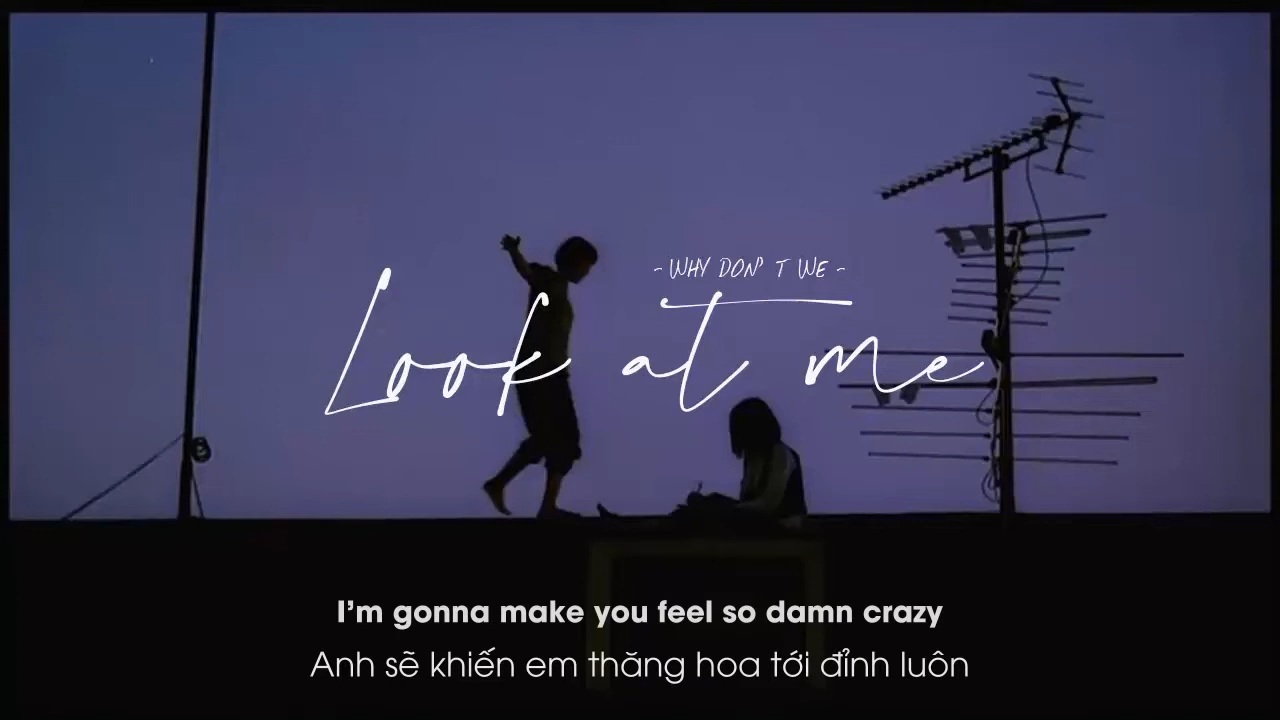 - WHY DON' T WE -
Look at me
I'm gonna make you feel so damn crazy
Anh sẽ khiến em thăng hoa tới đỉnh luôn